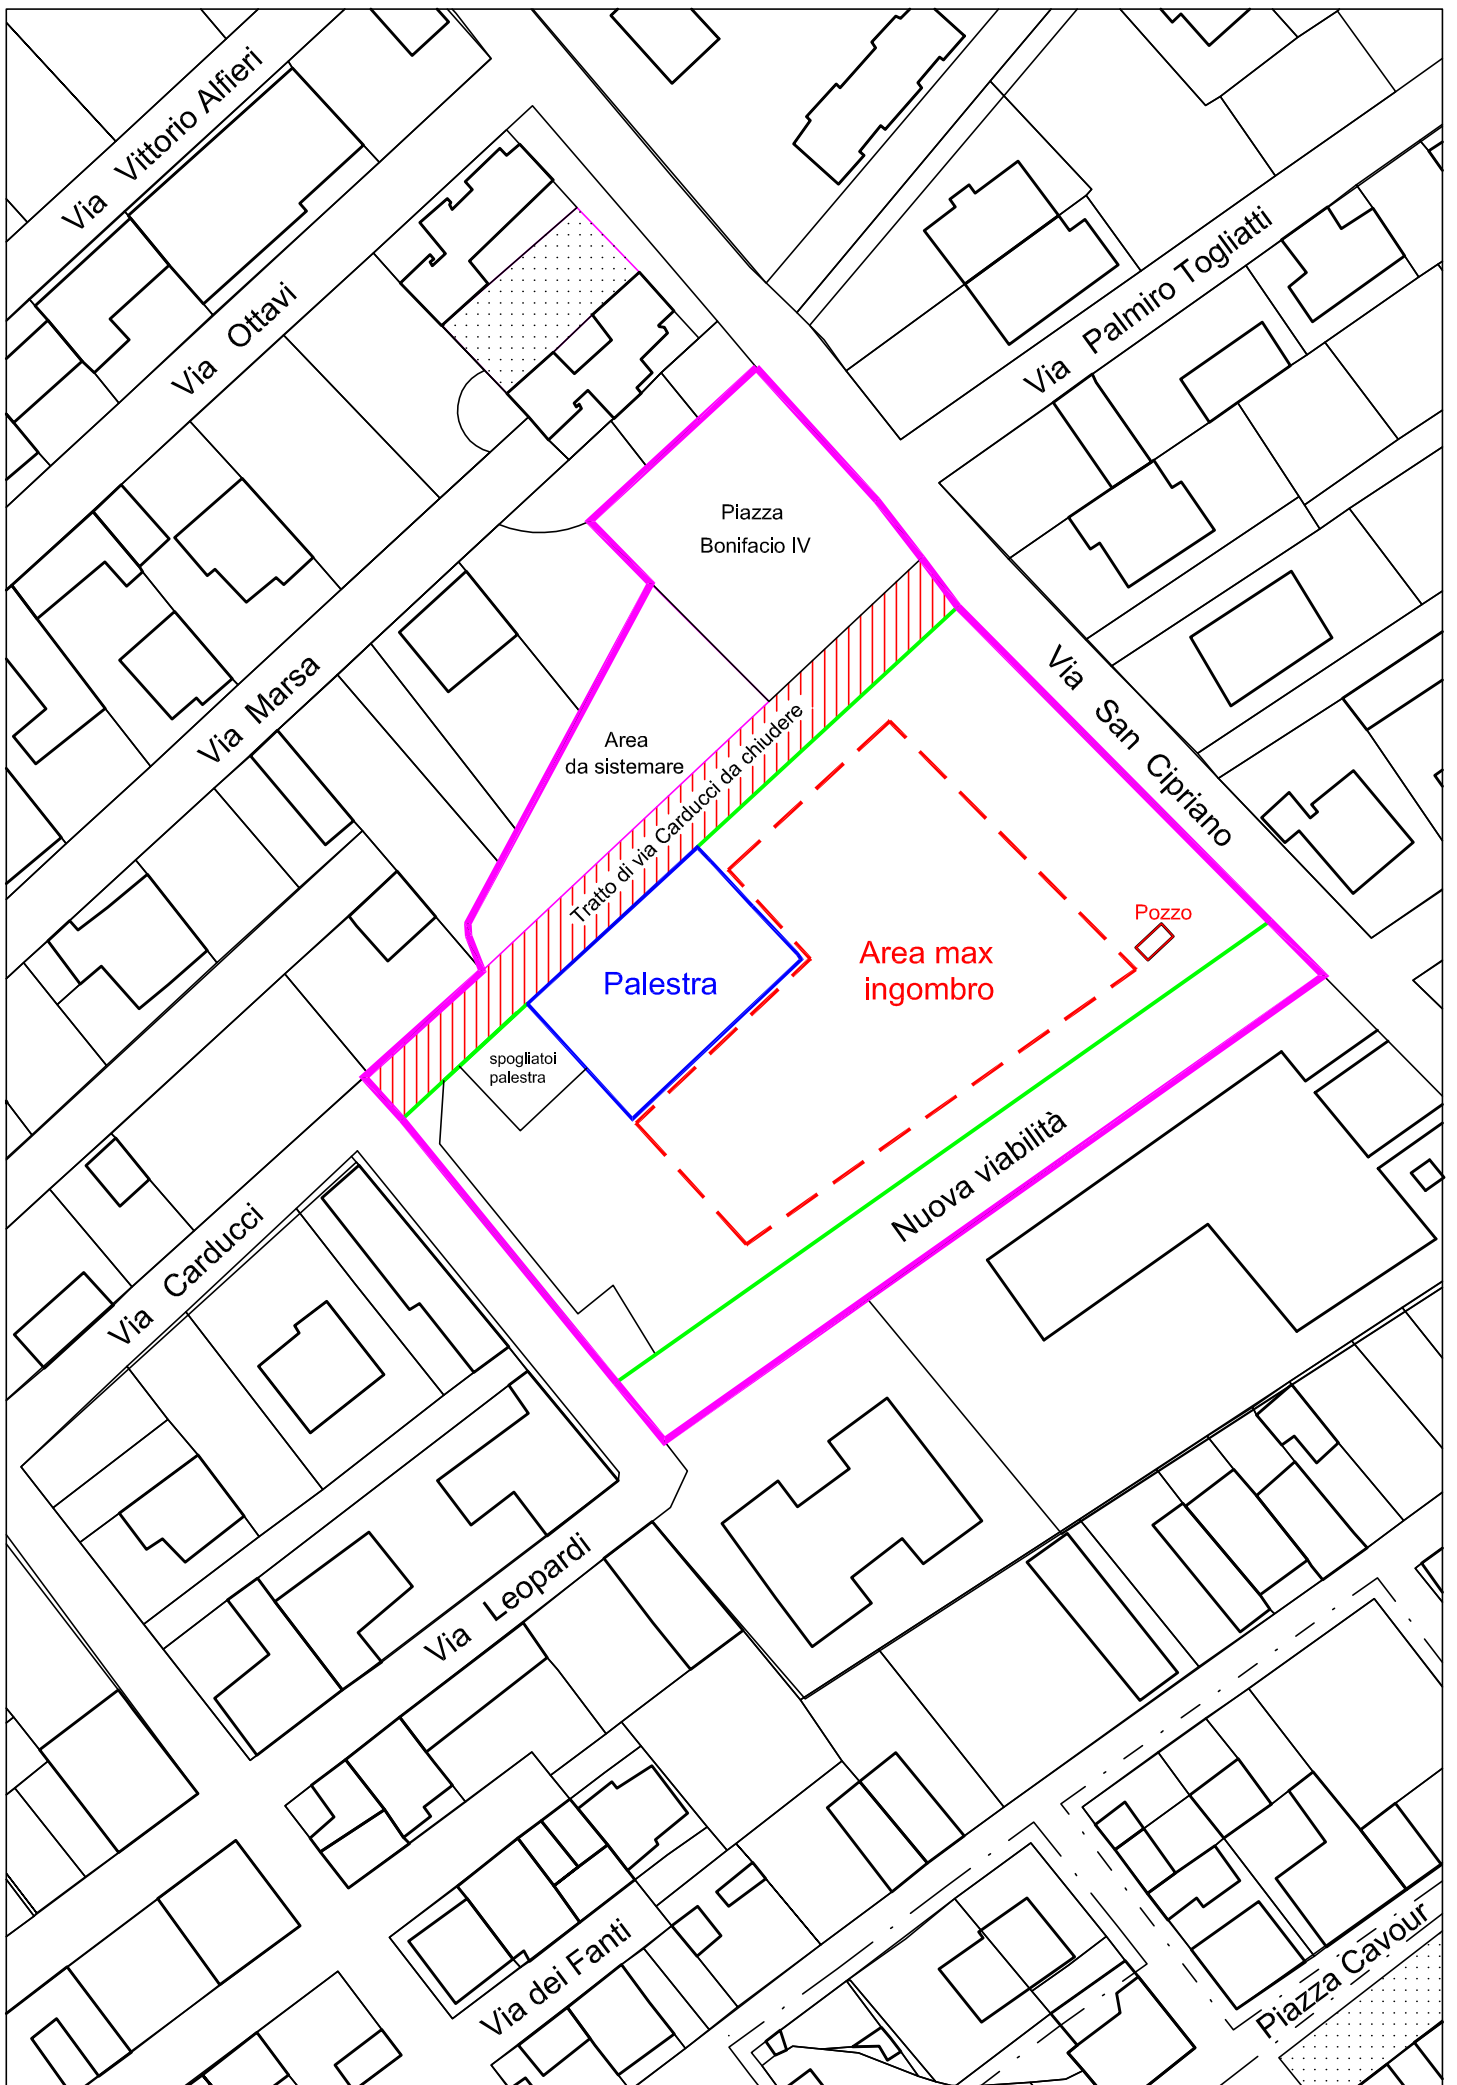 Via Vittorio Alfieri
Via Ottavi
Via Palmiro Togliatti
Piazza
Bonifacio IV
Via Marsa
Via San Cipriano
Area
da sistemare
Tratto di via Carducci da chiudere
Pozzo
Area max
ingombro
Palestra
spogliatoi
palestra
Nuova viabilità
Via Carducci
Via Leopardi
Via dei Fanti
Piazza Cavour